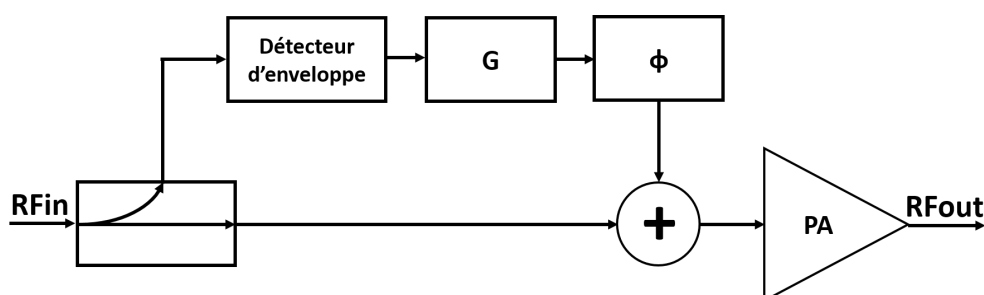 Détecteur
d'enveloppe
G
ϕ
RFin
+
PA
RFout